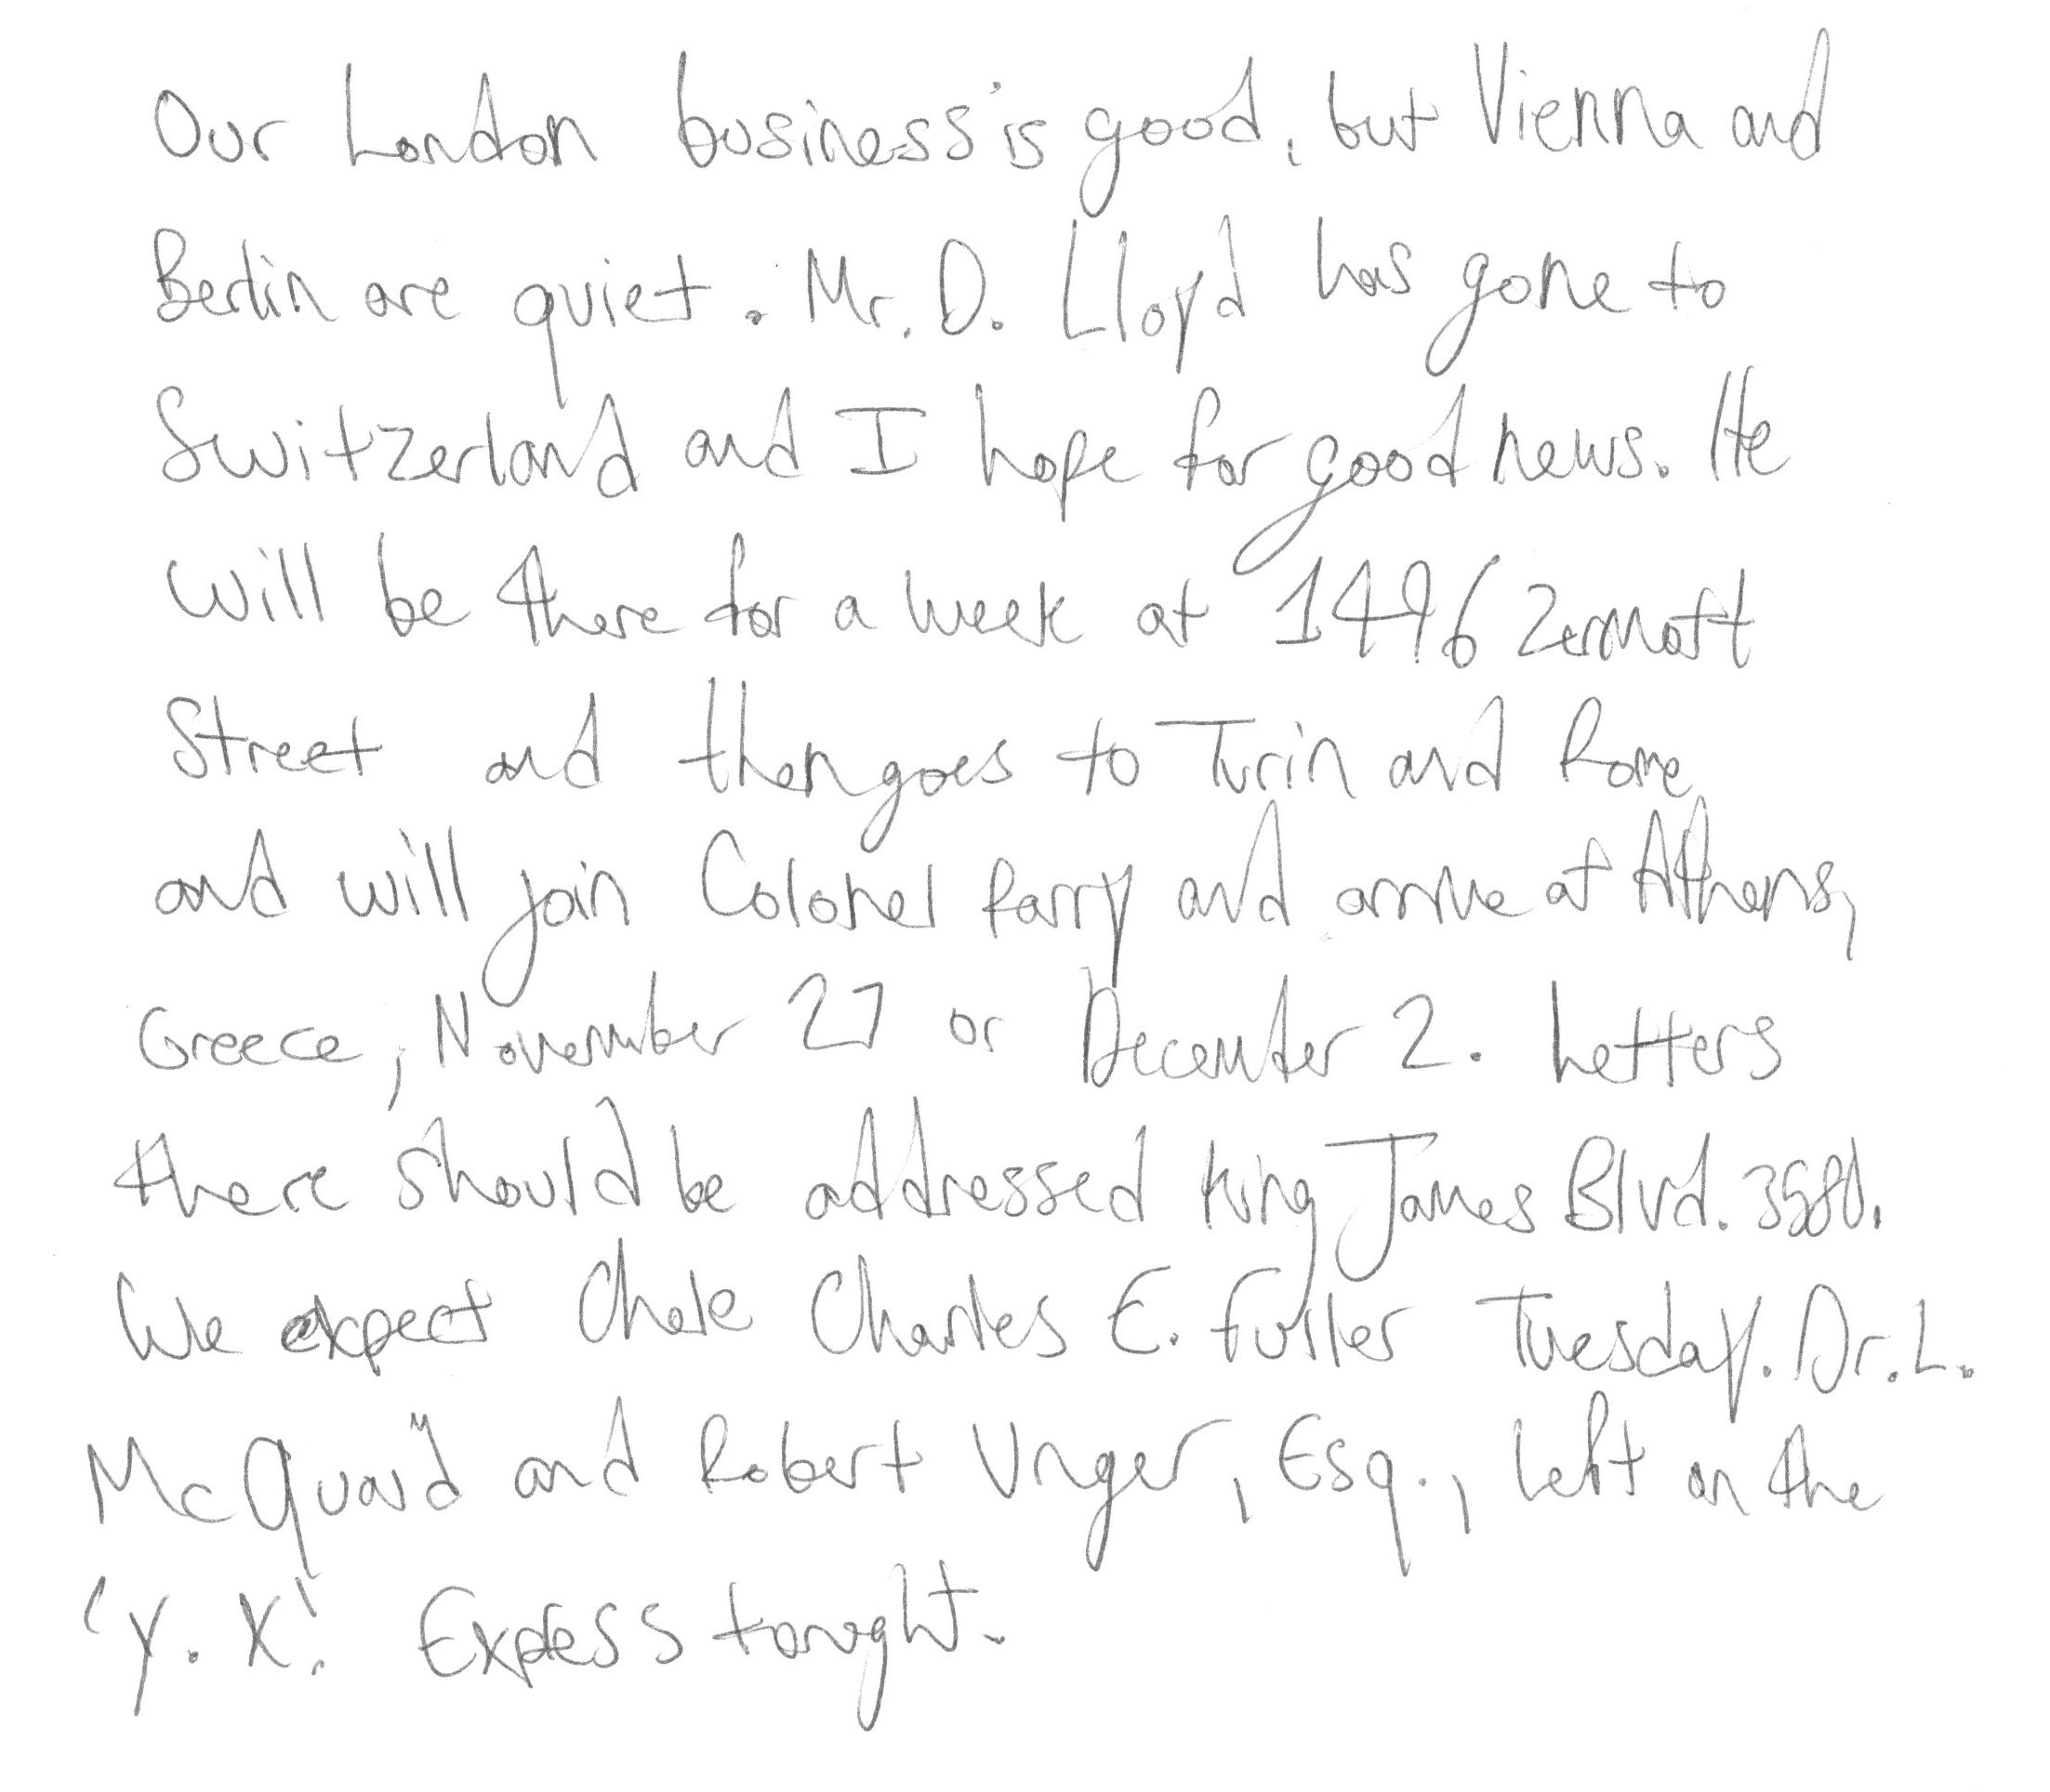 Our London business is good, but Vienna and
Berlin are quiet. Mr. D. Lloyd has gone to
Switzerland and I hope for good news. He
will be there for a week at 1496 Zermott
Street and then goes to Turin and Rome
and will join Colonel Parry and arrive at Athens,
Greece, November 27 or December 2. Letters
there should be addressed King James Blvd. 3580.
We expect Chale Charles E. Fuller Tuesday. Dr. L.
McQuaid and Robert Unger, Esq., left on the
'Y. X.' Express tonight.